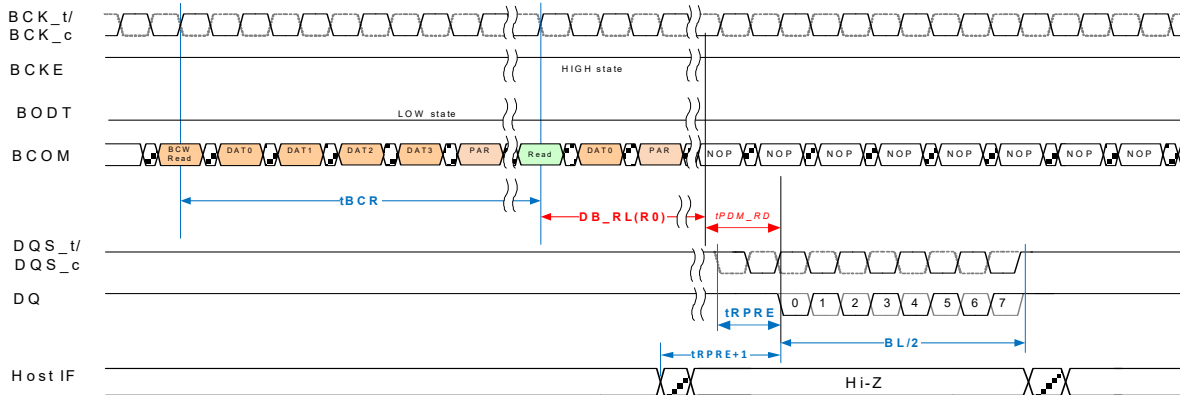 BCK_t/
BCK_c
BCKE
HIGH state
BODT
LOW state
BCOM
BCW Read
DAT0
DAT1
DAT2
DAT3
PAR
Read
DAT0
PAR
NOP
NOP
NOP
NOP
NOP
NOP
NOP
NOP
tBCR
DB_RL(R0)
tPDM_RD
DQS_t/
DQS_c
DQ
0 1 2 3 4 5 6 7
tRPRE
BL/2
tRPRE+1
Host IF
Hi-Z